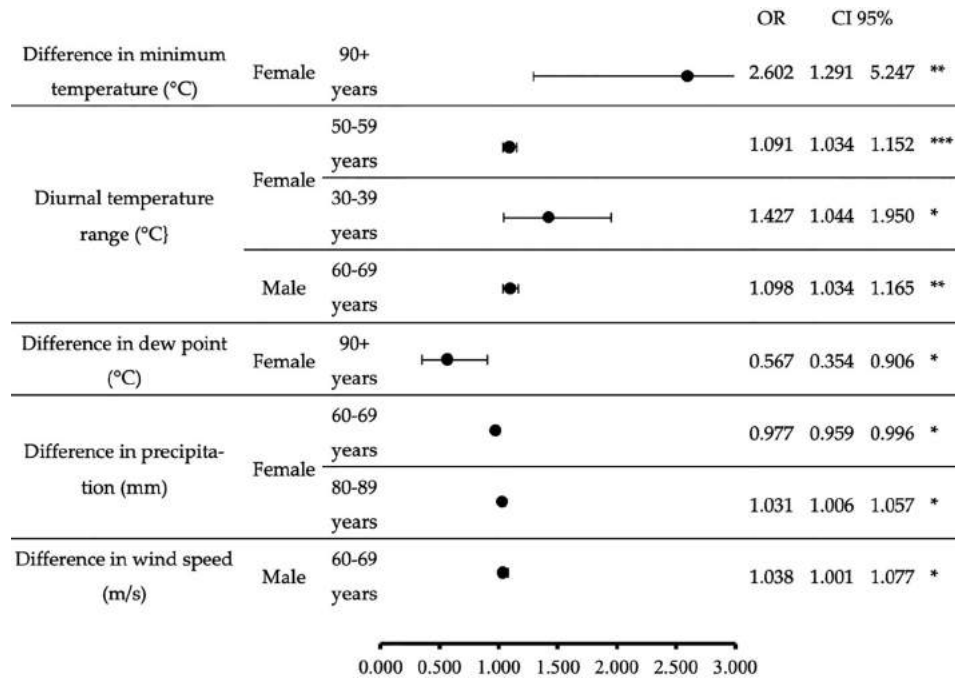 OR CI 95%
Difference in minimum temperature (°C) Female 90+ years 2.602 1.291 5.247 **
Diurnal temperature range (°C} Female 50-59 years 1.091 1.034 1.152 ***
30-39 years 1.427 1.044 1.950 *
Male 60-69 years 1.098 1.034 1.165 **
Difference in dew point (°C) Female 90+ years 0.567 0.354 0.906 *
Difference in precipita-tion (mm) Female 60-69 years 0.977 0.959 0.996 *
80-89 years 1.031 1.006 1.057 *
Difference in wind speed (m/s) Male 60-69 years 1.038 1.001 1.077 *
0.000 0.500 1.000 1.500 2.000 2.500 3.000